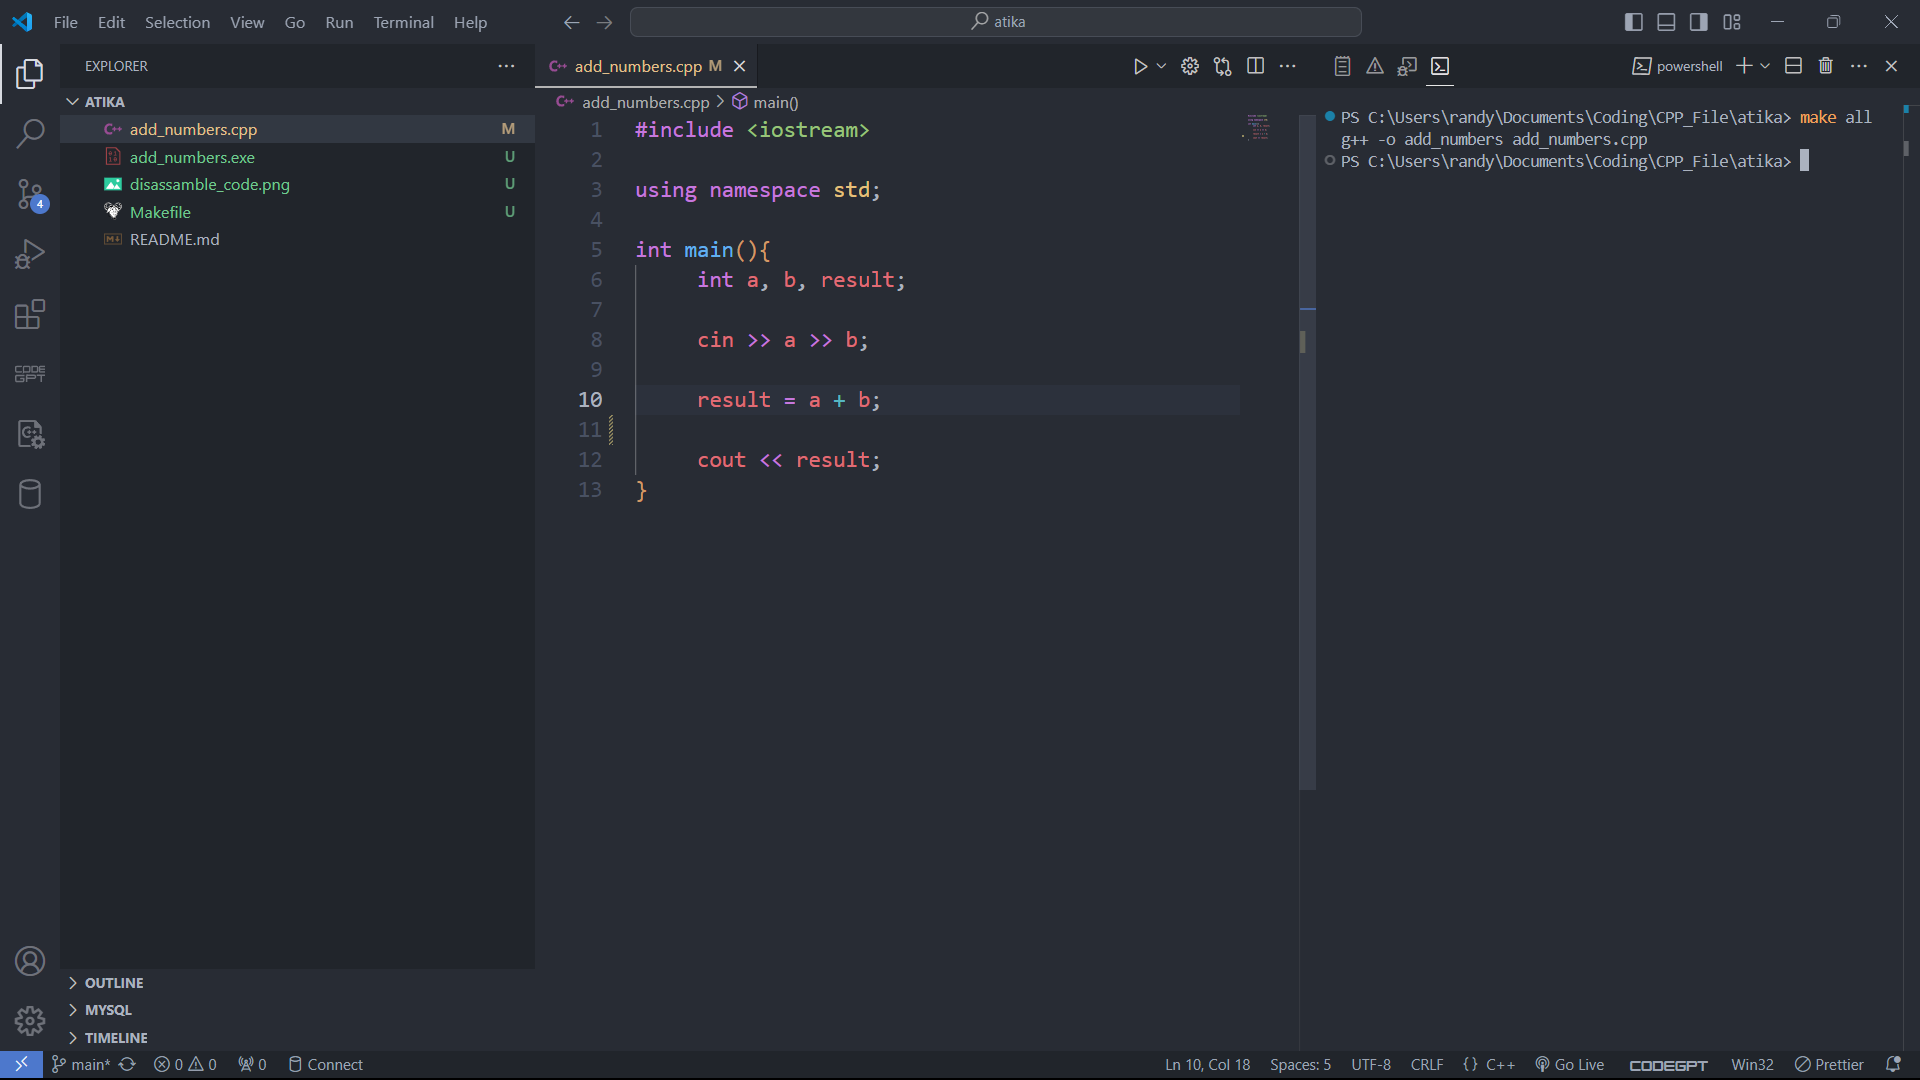 File Edit Selection View Go Run Terminal Help
atika
EXPLORER
ATIKA
add_numbers.cpp M
add_numbers.exe U
disassamble_code.png U
Makefile U
README.md
4
CODE
GPT
OUTLINE
MYSQL
TIMELINE
add_numbers.cpp M
add_numbers.cpp > main()
1 #include <iostream>
2
3 using namespace std;
4
5 int main(){
6 int a, b, result;
7
8 cin >> a >> b;
9
10 result = a + b;
11
12 cout << result;
13 }
powershell
PS C:\Users\randy\Documents\Coding\CPP_File\atika> make all
g++ -o add_numbers add_numbers.cpp
PS C:\Users\randy\Documents\Coding\CPP_File\atika>
main* 0 0 0 Connect
Ln 10, Col 18 Spaces: 5 UTF-8 CRLF {} C++ Go Live CODEGPT Win32 Prettier